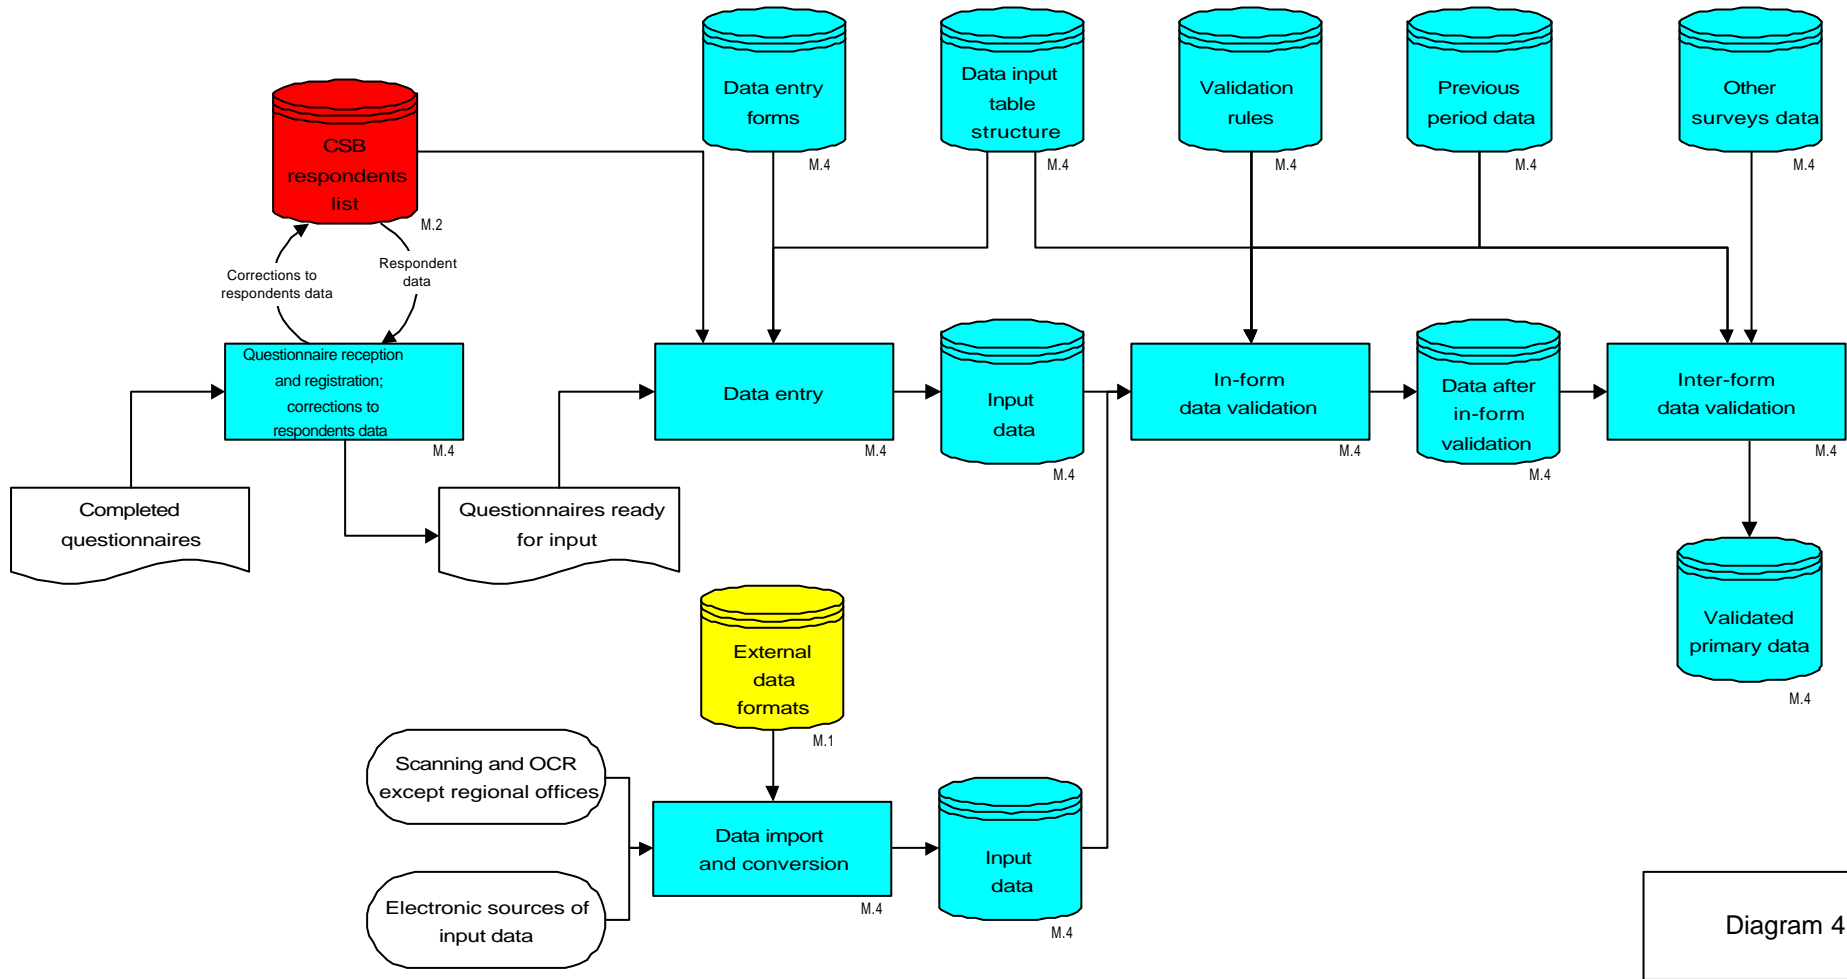 Data entry
forms
M.4
Data input
table
structure
M.4
Validation
rules
M.4
Previous
period data
M.4
Other
surveys data
M.4
CSB
respondents
list
M.2
Corrections to
respondents data
Respondent
data
Questionnaire reception
and registration;
corrections to
respondents data
M.4
Data entry
M.4
Input
data
M.4
In-form
data validation
M.4
Data after
in-form
validation
M.4
Inter-form
data validation
M.4
Completed
questionnaires
Questionnaires ready
for input
Validated
primary data
M.4
External
data
formats
M.1
Scanning and OCR
except regional offices
Data import
and conversion
M.4
Input
data
M.4
Electronic sources of
input data
Diagram 4